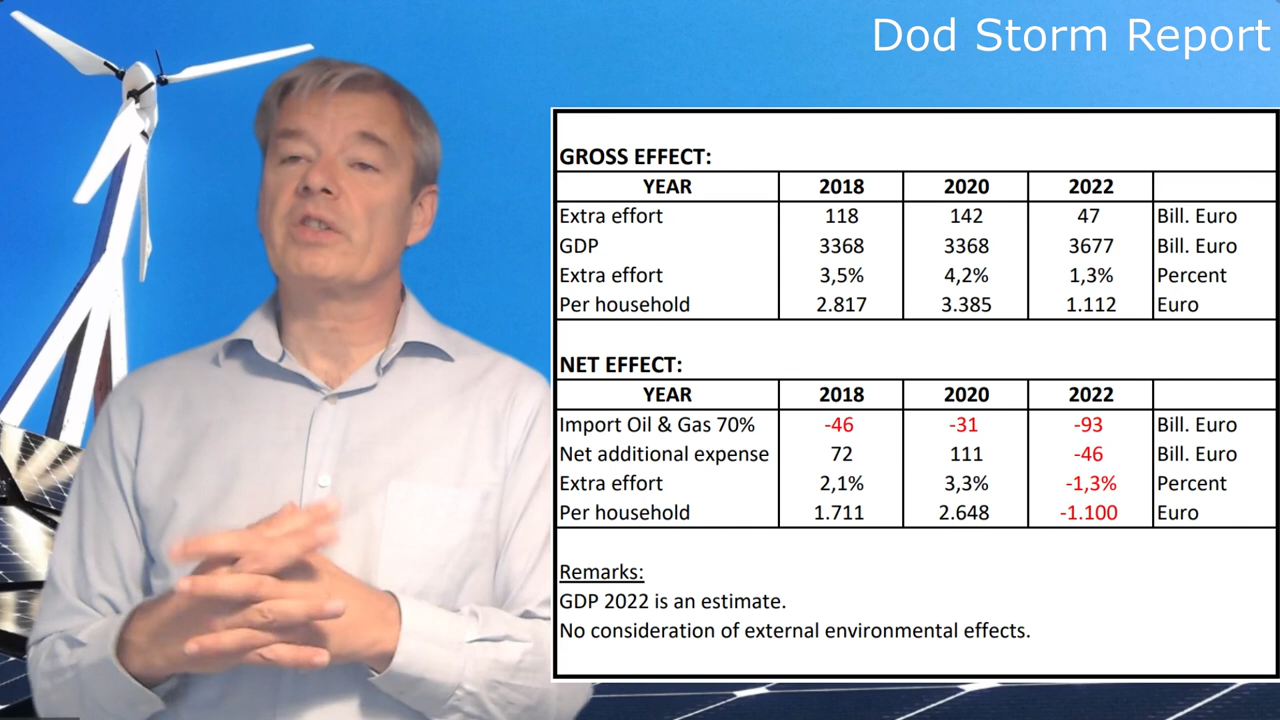 Dod Storm Report
GROSS EFFECT:
YEAR 2018 2020 2022
Extra effort 118 142 47 Bill. Euro
GDP 3368 3368 3677 Bill. Euro
Extra effort 3,5% 4,2% 1,3% Percent
Per household 2.817 3.385 1.112 Euro
NET EFFECT:
YEAR 2018 2020 2022
Import Oil & Gas 70% -46 -31 -93 Bill. Euro
Net additional expense 72 111 -46 Bill. Euro
Extra effort 2,1% 3,3% -1,3% Percent
Per household 1.711 2.648 -1.100 Euro
Remarks:
GDP 2022 is an estimate.
No consideration of external environmental effects.